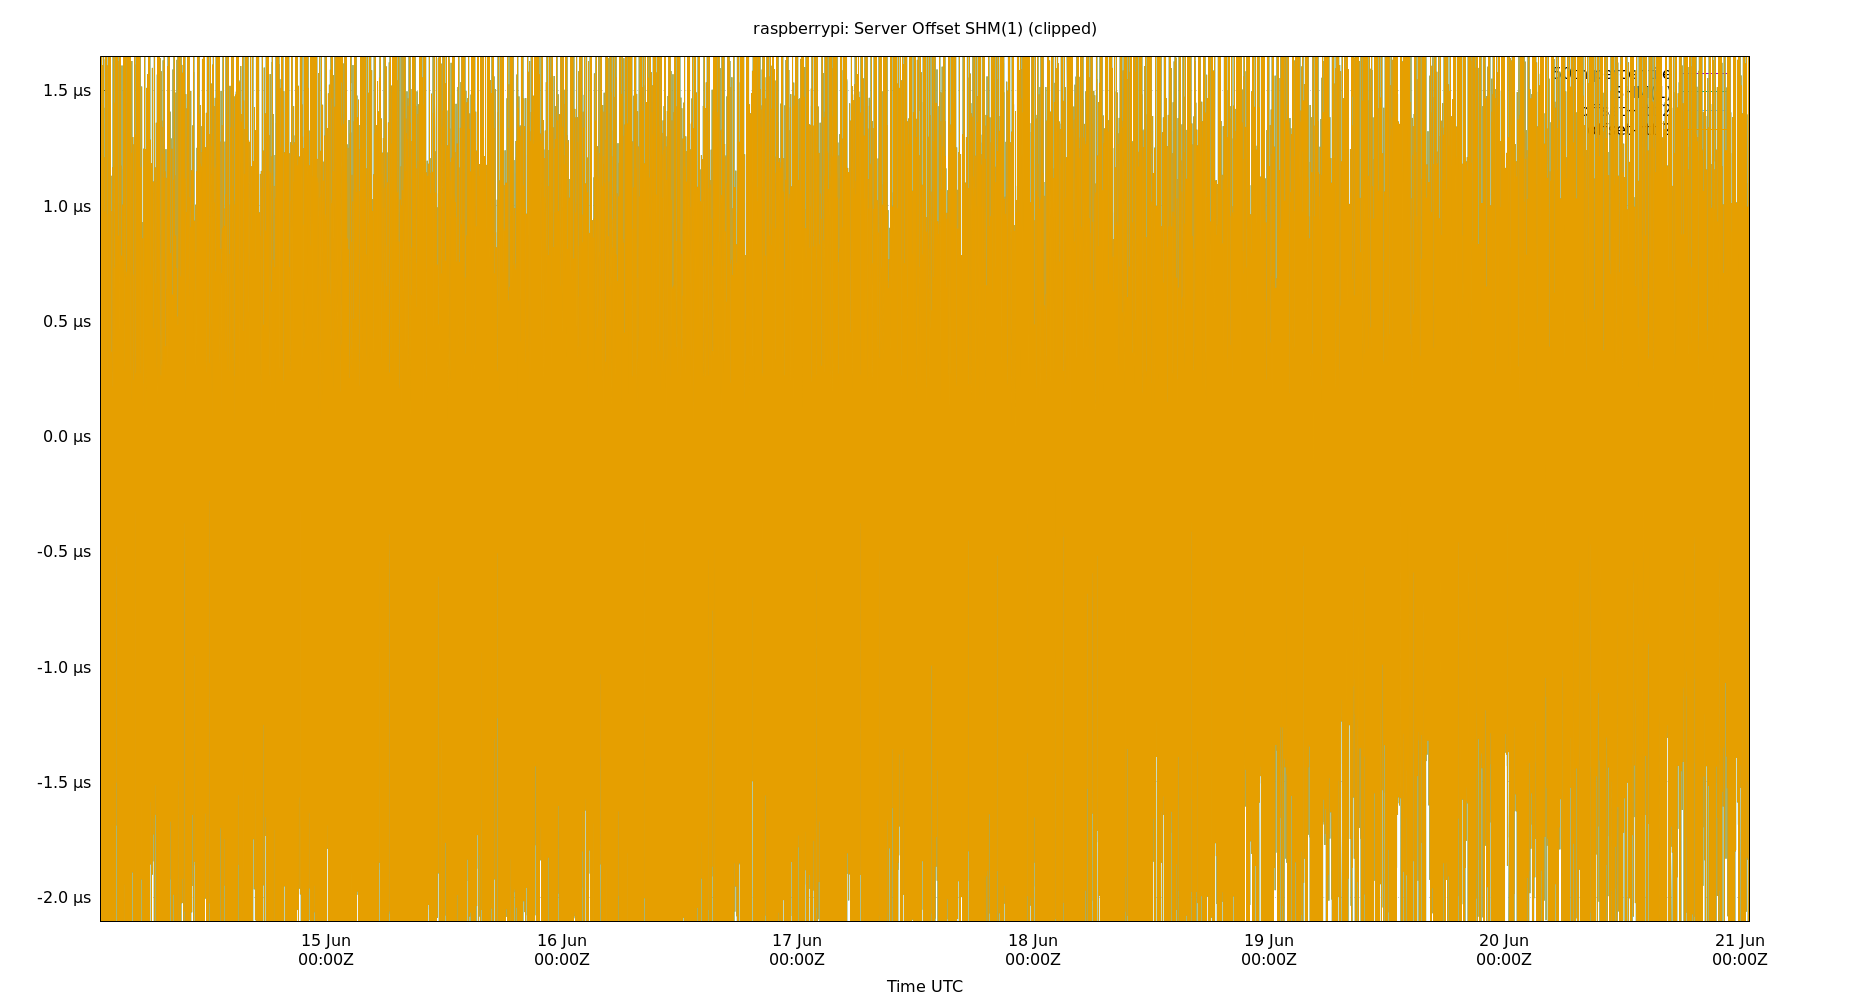 raspberrypi: Server Offset SHM(1) (clipped)
1.5 µs
1.0 µs
0.5 µs
0.0 µs
-0.5 µs
-1.0 µs
-1.5 µs
-2.0 µs
15 Jun 16 Jun 17 Jun 18 Jun 19 Jun 20 Jun 21 Jun
00:00Z 00:00Z 00:00Z 00:00Z 00:00Z 00:00Z 00:00Z
Time UTC